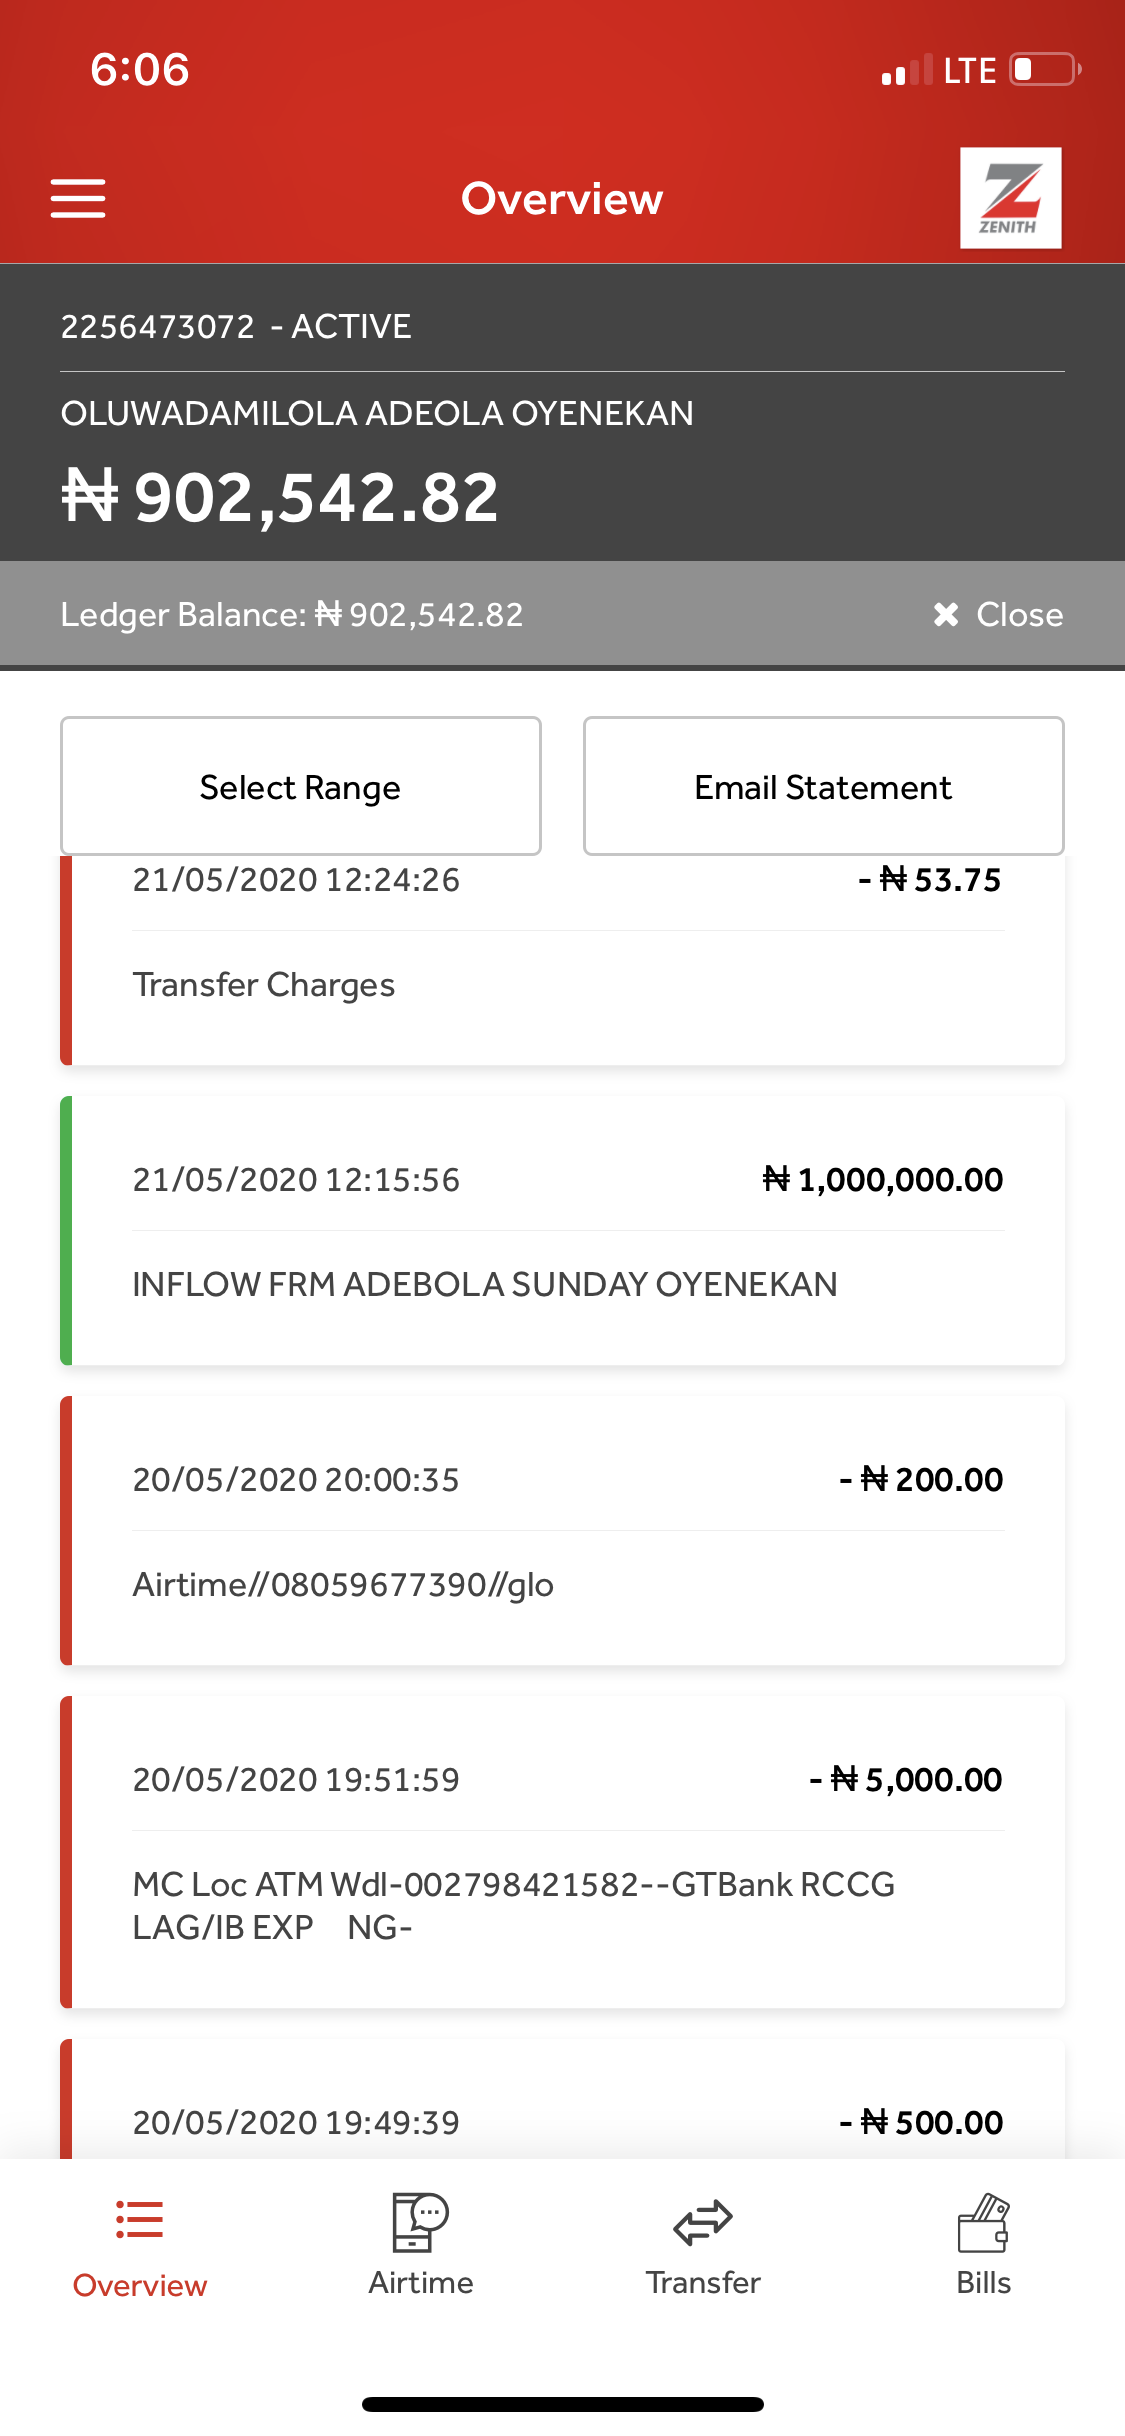 6:06
LTE
Overview
ZENITH
2256473072 - ACTIVE
OLUWADAMILOLA ADEOLA OYENEKAN
₦ 902,542.82
Ledger Balance: ₦ 902,542.82
✖ Close
Select Range
Email Statement
21/05/2020 12:24:26
- ₦ 53.75
Transfer Charges
21/05/2020 12:15:56
₦ 1,000,000.00
INFLOW FRM ADEBOLA SUNDAY OYENEKAN
20/05/2020 20:00:35
- ₦ 200.00
Airtime//08059677390//glo
20/05/2020 19:51:59
- ₦ 5,000.00
MC Loc ATM Wdl-002798421582--GTBank RCCG
LAG/IB EXP NG-
20/05/2020 19:49:39
- ₦ 500.00
Overview
Airtime
Transfer
Bills